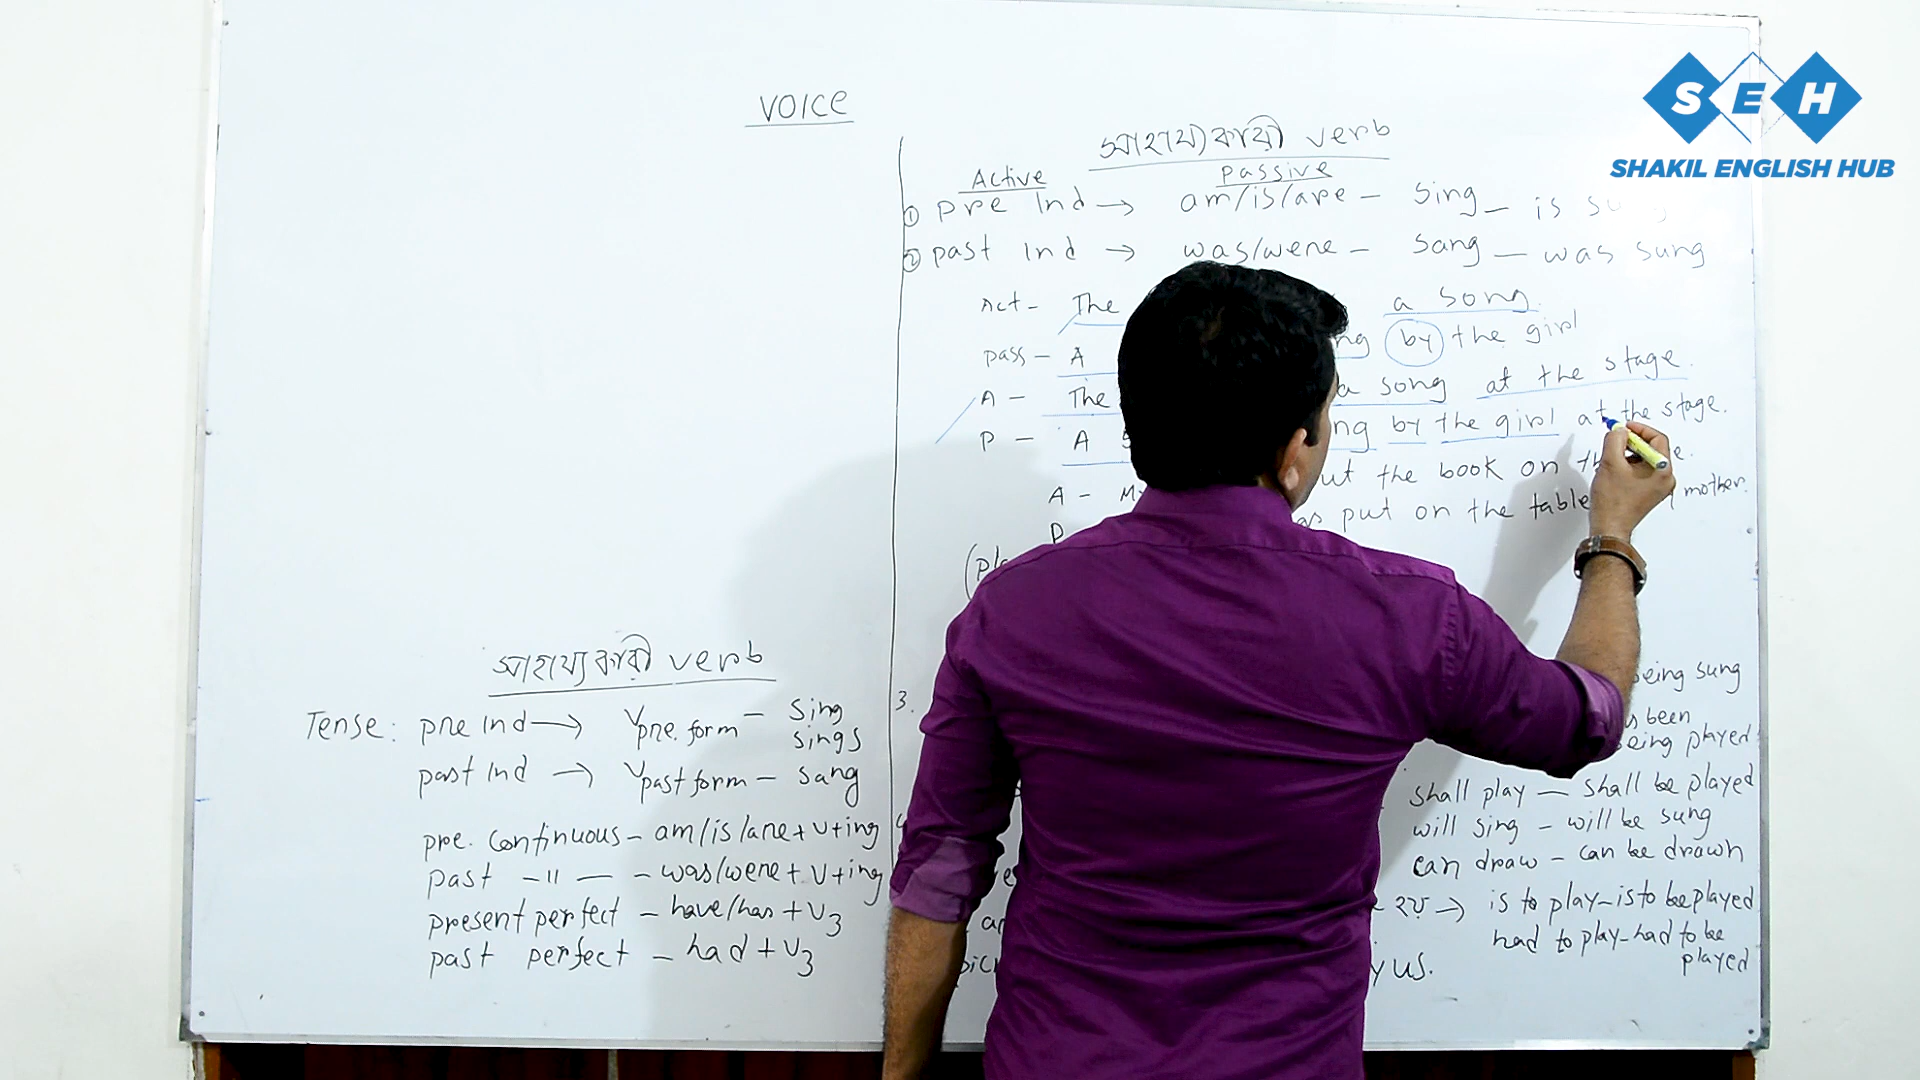 VOICE
SEH
SHAKIL ENGLISH HUB
সাহায্যকারী verb
Active
passive
① pre Ind → am/is/are – Sing – is su
② past Ind → was/were – Sang – was sung
Act – The a song.
pass – A by the girl
A – The a song at the stage.
P – A by the girl at the stage.
A – the book on
put on the table mother.
সাহায্যকারী verb
Tense: pre Ind → V pre. form – Sing
sings
past Ind → V past form – sang
pre. Continuous – am/is/are + V+ing
past –〃– – was/were + V+ing
present perfect – have/has + V3
past perfect – had + V3
3.
being sung
been
being played
shall play – shall be played
will sing – will be sung
can draw – can be drawn
হয় → is to play – is to be played
had to play – had to be
played
us.